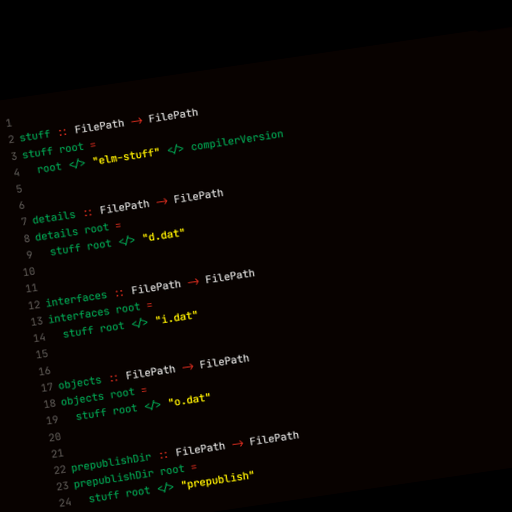 1
2 stuff :: FilePath -> FilePath
3 stuff root =
4   root </> "elm-stuff" </> compilerVersion
5
6
7 details :: FilePath -> FilePath
8 details root =
9   stuff root </> "d.dat"
10
11
12 interfaces :: FilePath -> FilePath
13 interfaces root =
14   stuff root </> "i.dat"
15
16
17 objects :: FilePath -> FilePath
18 objects root =
19   stuff root </> "o.dat"
20
21
22 prepublishDir :: FilePath -> FilePath
23 prepublishDir root =
24   stuff root </> "prepublish"